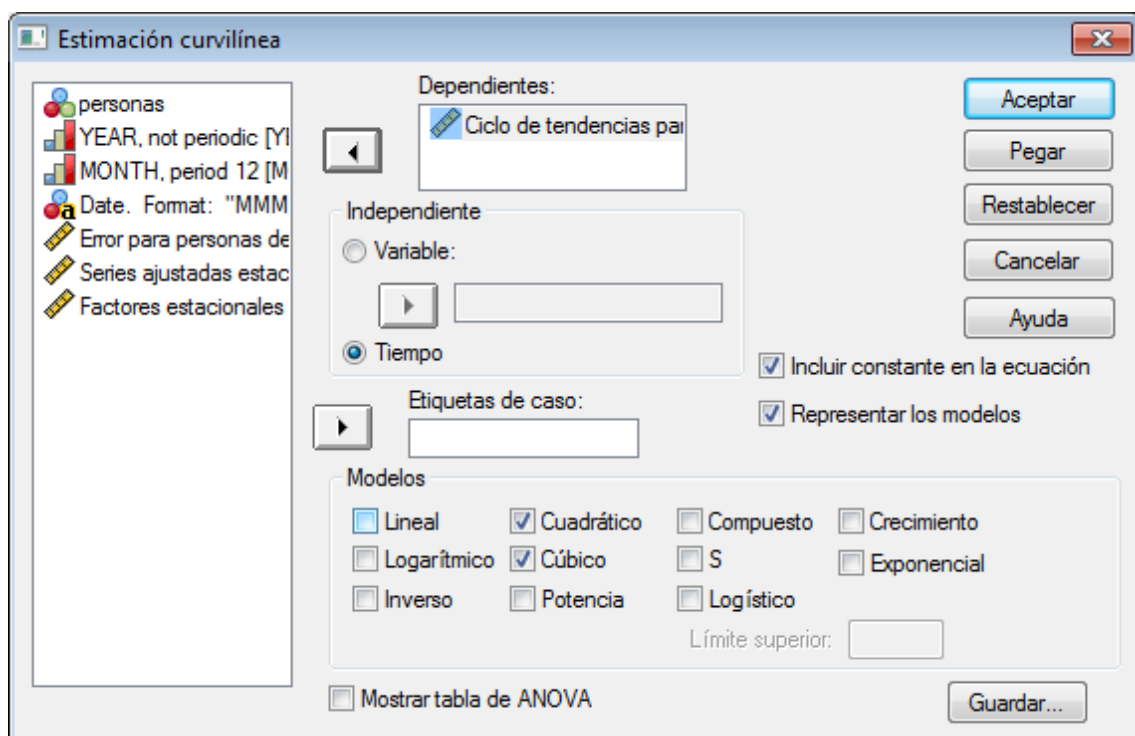 Estimación curvilínea
personas
YEAR, not periodic [YE
MONTH, period 12 [M
Date. Format: "MMM
Error para personas de
Series ajustadas estac
Factores estacionales
Dependientes:
Ciclo de tendencias par
Independiente
Variable:
Tiempo
Etiquetas de caso:
Aceptar
Pegar
Restablecer
Cancelar
Ayuda
Incluir constante en la ecuación
Representar los modelos
Modelos
Lineal Cuadrático Compuesto Crecimiento
Logarítmico Cúbico S Exponencial
Inverso Potencia Logístico
Límite superior:
Mostrar tabla de ANOVA
Guardar...